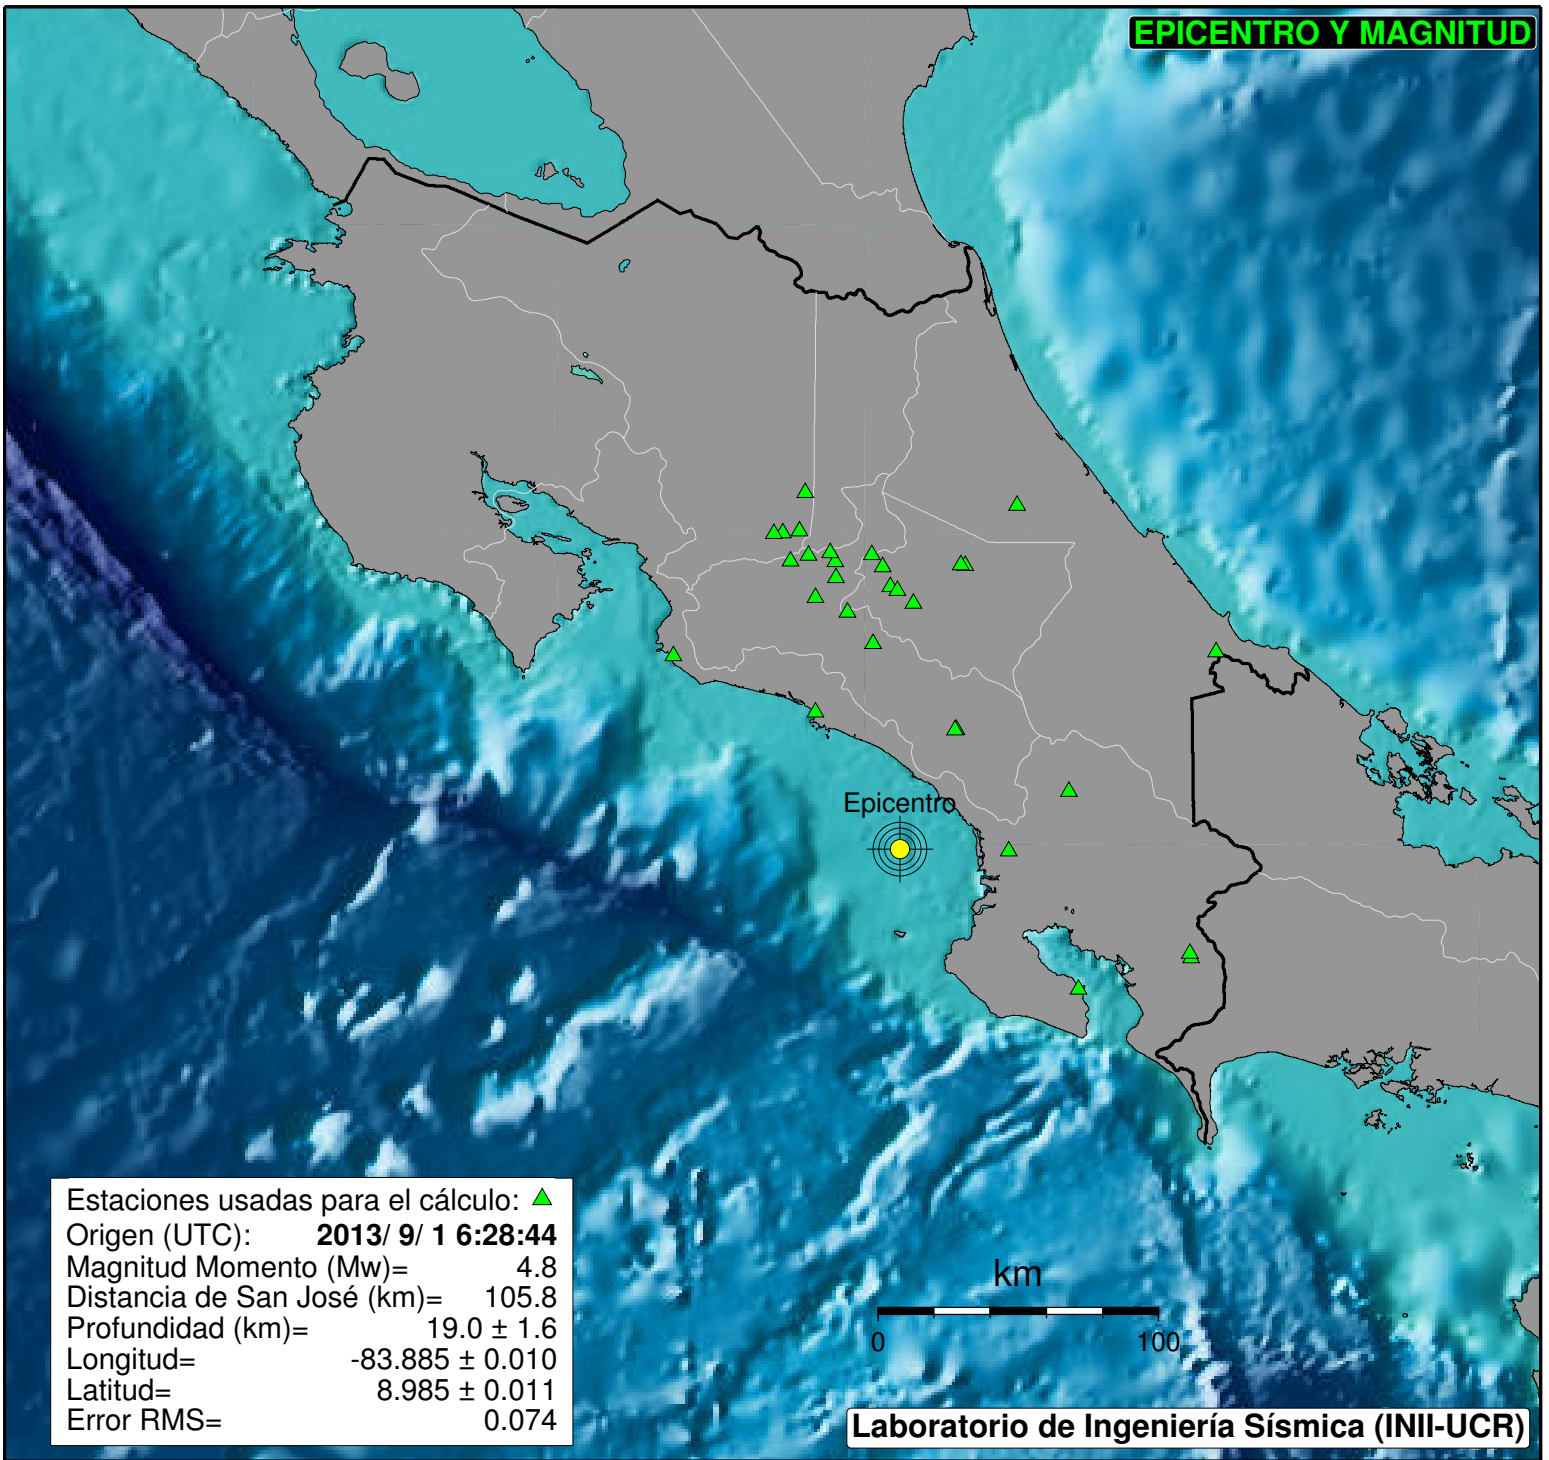 EPICENTRO Y MAGNITUD
Epicentro
Estaciones usadas para el cálculo:
Origen (UTC): 2013/ 9/ 1 6:28:44
Magnitud Momento (Mw)= 4.8
Distancia de San José (km)= 105.8
Profundidad (km)= 19.0 ± 1.6
Longitud= -83.885 ± 0.010
Latitud= 8.985 ± 0.011
Error RMS= 0.074
km
0 100
Laboratorio de Ingeniería Sísmica (INII-UCR)